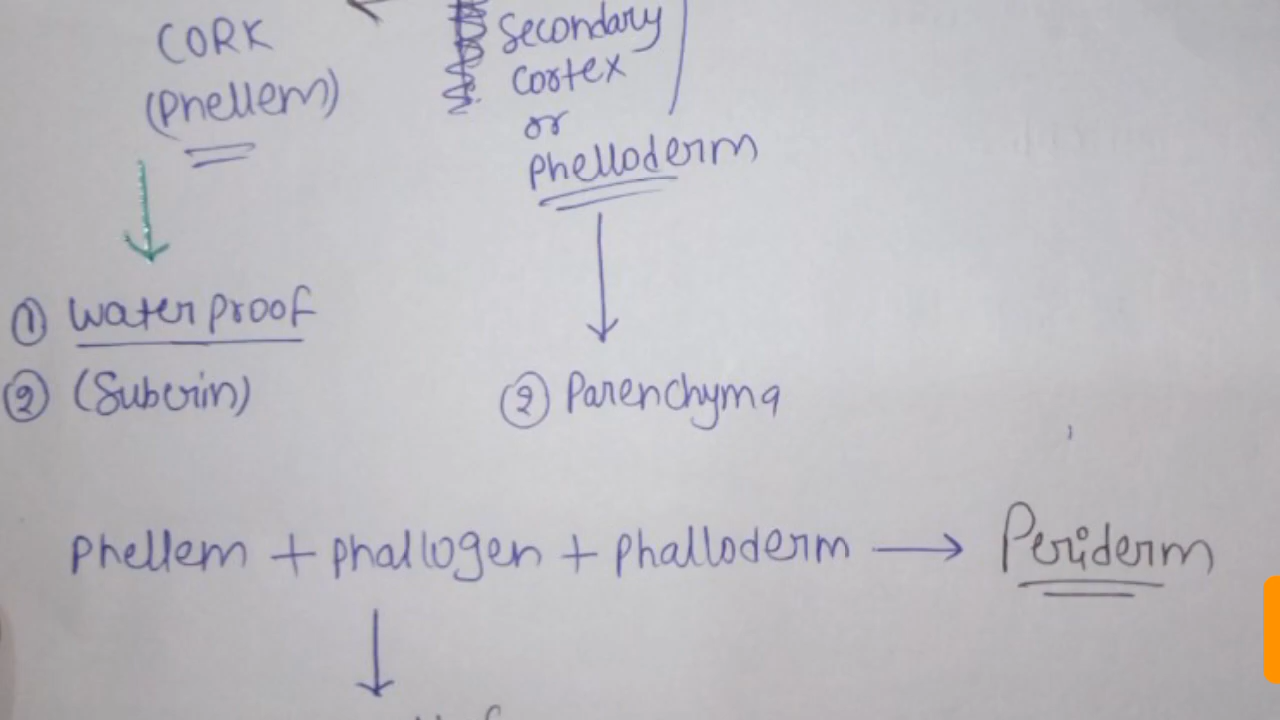 CORK
(Phellem)
Secondary
cortex
or
Phelloderm
① Waterproof
② (Suberin)
② Parenchyma
Phellem + phallogen + phalloderm → Periderm